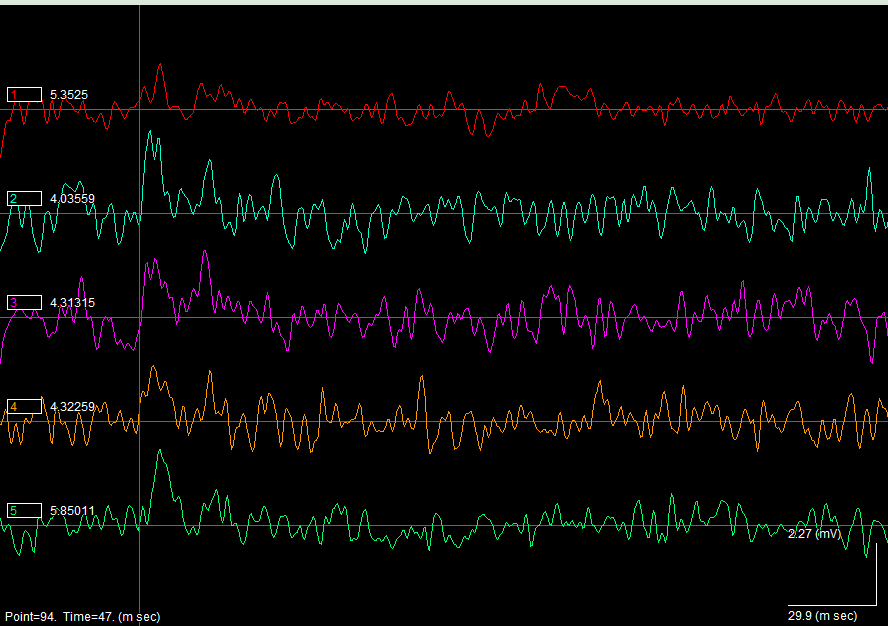 1 5.3525
2 4.03559
3 4.31315
4 4.32259
5 5.85011
2.27 (mV)
29.9 (m sec)
Point=94. Time=47. (m sec)